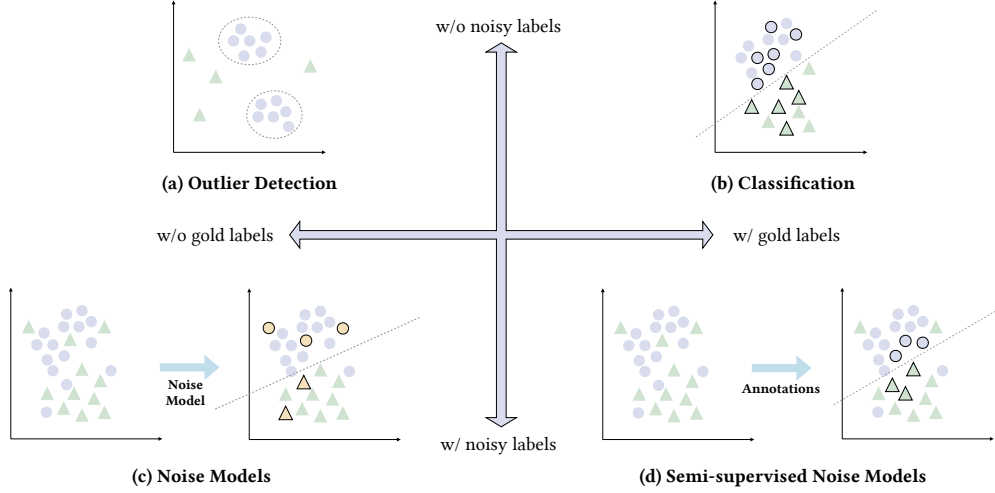 w/o noisy labels
(a) Outlier Detection
(b) Classification
w/o gold labels
w/ gold labels
Noise
Model
Annotations
w/ noisy labels
(c) Noise Models
(d) Semi-supervised Noise Models